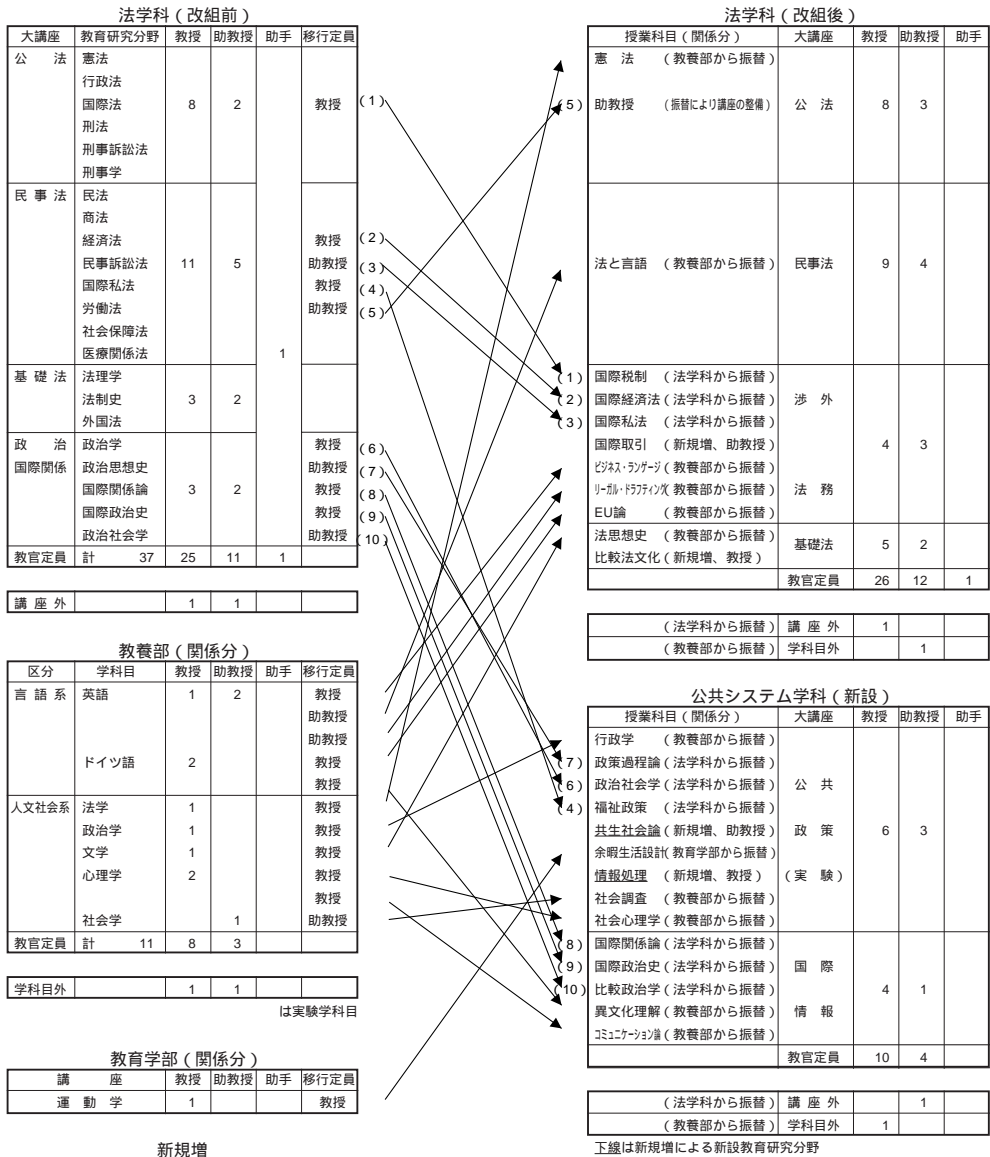 法学科（改組前）
大講座 教育研究分野 教授 助教授 助手 移行定員
公　法 憲法
行政法
国際法 8 2 教授 (1)
刑法
刑事訴訟法
刑事学
民事法 民法
商法
経済法 教授 (2)
民事訴訟法 11 5 助教授 (3)
国際私法 教授 (4)
労働法 助教授 (5)
社会保障法
医療関係法 1
基礎法 法理学
法制史 3 2
外国法
政　治 政治学 教授 (6)
国際関係 政治思想史 助教授 (7)
国際関係論 3 2 教授 (8)
国際政治史 教授 (9)
政治社会学 助教授 (10)
教官定員 計 37 25 11 1
講座外 1 1
教養部（関係分）
区分 学科目 教授 助教授 助手 移行定員
言語系 英語 1 2 教授
助教授
助教授
ドイツ語 2 教授
教授
人文社会系 法学 1 教授
政治学 1 教授
文学 1 教授
心理学 2 教授
教授
社会学 1 助教授
教官定員 計 11 8 3
学科目外 1 1
は実験学科目
教育学部（関係分）
講　座 教授 助教授 助手 移行定員
運動学 1 教授
新規増
法学科（改組後）
授業科目（関係分） 大講座 教授 助教授 助手
憲　法 （教養部から振替）
(5) 助教授 （振替により講座の整備） 公　法 8 3
法と言語 （教養部から振替） 民事法 9 4
(1) 国際税制 （法学科から振替）
(2) 国際経済法（法学科から振替） 渉　外
(3) 国際私法 （法学科から振替）
国際取引 （新規増、助教授） 4 3
ビジネス・ランゲージ（教養部から振替）
リーガル・ドラフティング（教養部から振替） 法　務
EU論 （教養部から振替）
法思想史 （教養部から振替） 基礎法 5 2
比較法文化（新規増、教授）
教官定員 26 12 1
（法学科から振替） 講座外 1
（教養部から振替） 学科目外 1
公共システム学科（新設）
授業科目（関係分） 大講座 教授 助教授 助手
行政学 （教養部から振替）
(7) 政策過程論（法学科から振替）
(6) 政治社会学（法学科から振替） 公　共
(4) 福祉政策 （法学科から振替）
共生社会論（新規増、助教授） 政　策 6 3
余暇生活設計（教育学部から振替）
情報処理 （新規増、教授） （実　験）
社会調査 （教養部から振替）
社会心理学（教養部から振替）
(8) 国際関係論（法学科から振替）
(9) 国際政治史（法学科から振替） 国　際
(10) 比較政治学（法学科から振替） 4 1
異文化理解（教養部から振替） 情　報
コミュニケーション論（教養部から振替）
教官定員 10 4
（法学科から振替） 講座外 1
（教養部から振替） 学科目外 1
下線は新規増による新設教育研究分野